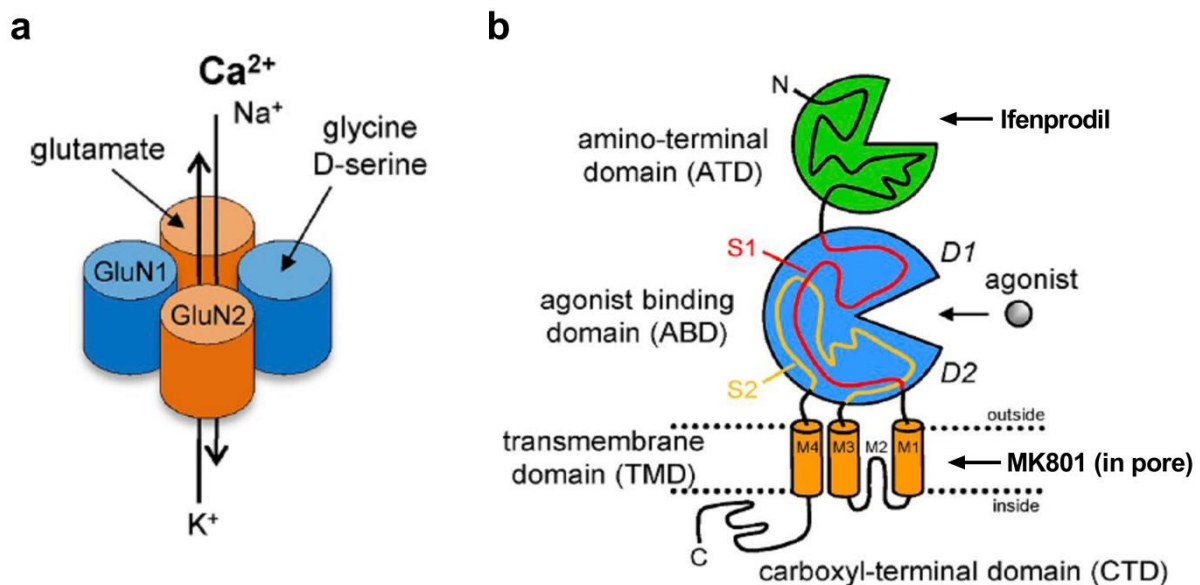 a
Ca²⁺
Na⁺
glutamate
glycine
D-serine
GluN1
GluN2
K⁺
b
N
Ifenprodil
amino-terminal
domain (ATD)
S1
D1
agonist
agonist binding
domain (ABD)
D2
S2
outside
transmembrane
domain (TMD)
M4
M3
M2
M1
MK801 (in pore)
inside
C
carboxyl-terminal domain (CTD)